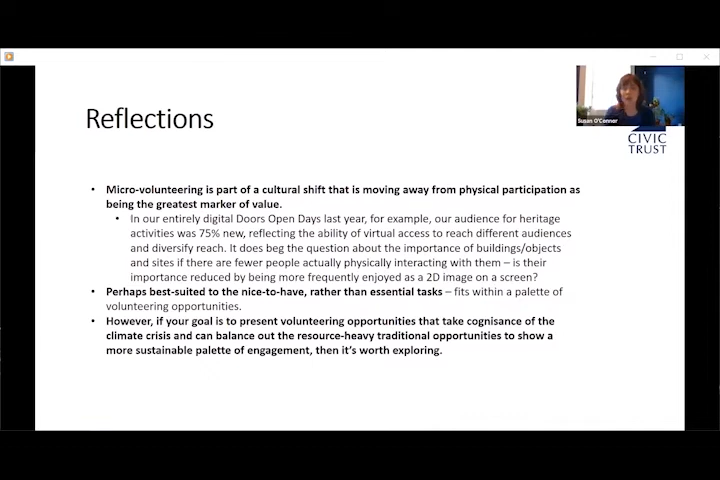 Susan O'Connor
CIVIC
TRUST
Reflections
• Micro-volunteering is part of a cultural shift that is moving away from physical participation as
being the greatest marker of value.
• In our entirely digital Doors Open Days last year, for example, our audience for heritage
activities was 75% new, reflecting the ability of virtual access to reach different audiences
and diversify reach. It does beg the question about the importance of buildings/objects
and sites if there are fewer people actually physically interacting with them – is their
importance reduced by being more frequently enjoyed as a 2D image on a screen?
• Perhaps best-suited to the nice-to-have, rather than essential tasks – fits within a palette of
volunteering opportunities.
• However, if your goal is to present volunteering opportunities that take cognisance of the
climate crisis and can balance out the resource-heavy traditional opportunities to show a
more sustainable palette of engagement, then it's worth exploring.